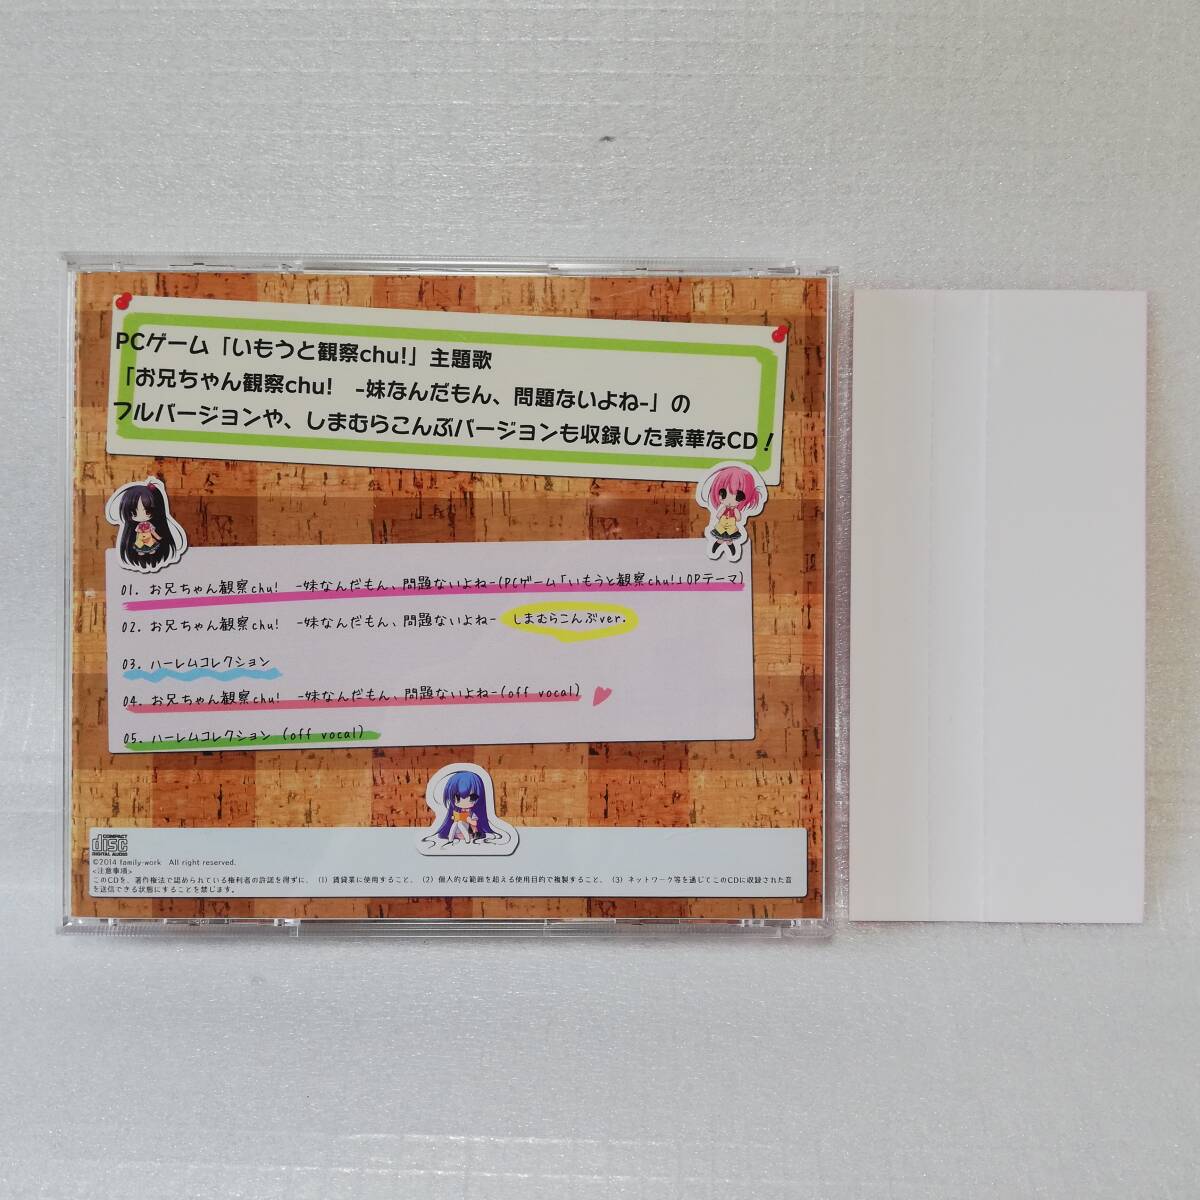 PCゲーム「いもうと観察chu!」主題歌
「お兄ちゃん観察chu!　-妹なんだもん、問題ないよね-」の
フルバージョンや、しまむらこんぶバージョンも収録した豪華なCD！
01. お兄ちゃん観察chu!　-妹なんだもん、問題ないよね-(PCゲーム「いもうと観察chu!」OPテーマ)
02. お兄ちゃん観察chu!　-妹なんだもん、問題ないよね-　しまむらこんぶver.
03. ハーレムコレクション
04. お兄ちゃん観察chu!　-妹なんだもん、問題ないよね-(off vocal)
05. ハーレムコレクション (off vocal)
COMPACT
disc
DIGITAL AUDIO
©2014 family-work　All right reserved.
<注意事項>
このCDを、著作権法で認められている権利者の許諾を得ずに、(1) 賃貸業に使用すること、(2) 個人的な範囲を超える使用目的で複製すること、(3) ネットワーク等を通じてこのCDに収録された音
を送信できる状態にすることを禁じます。